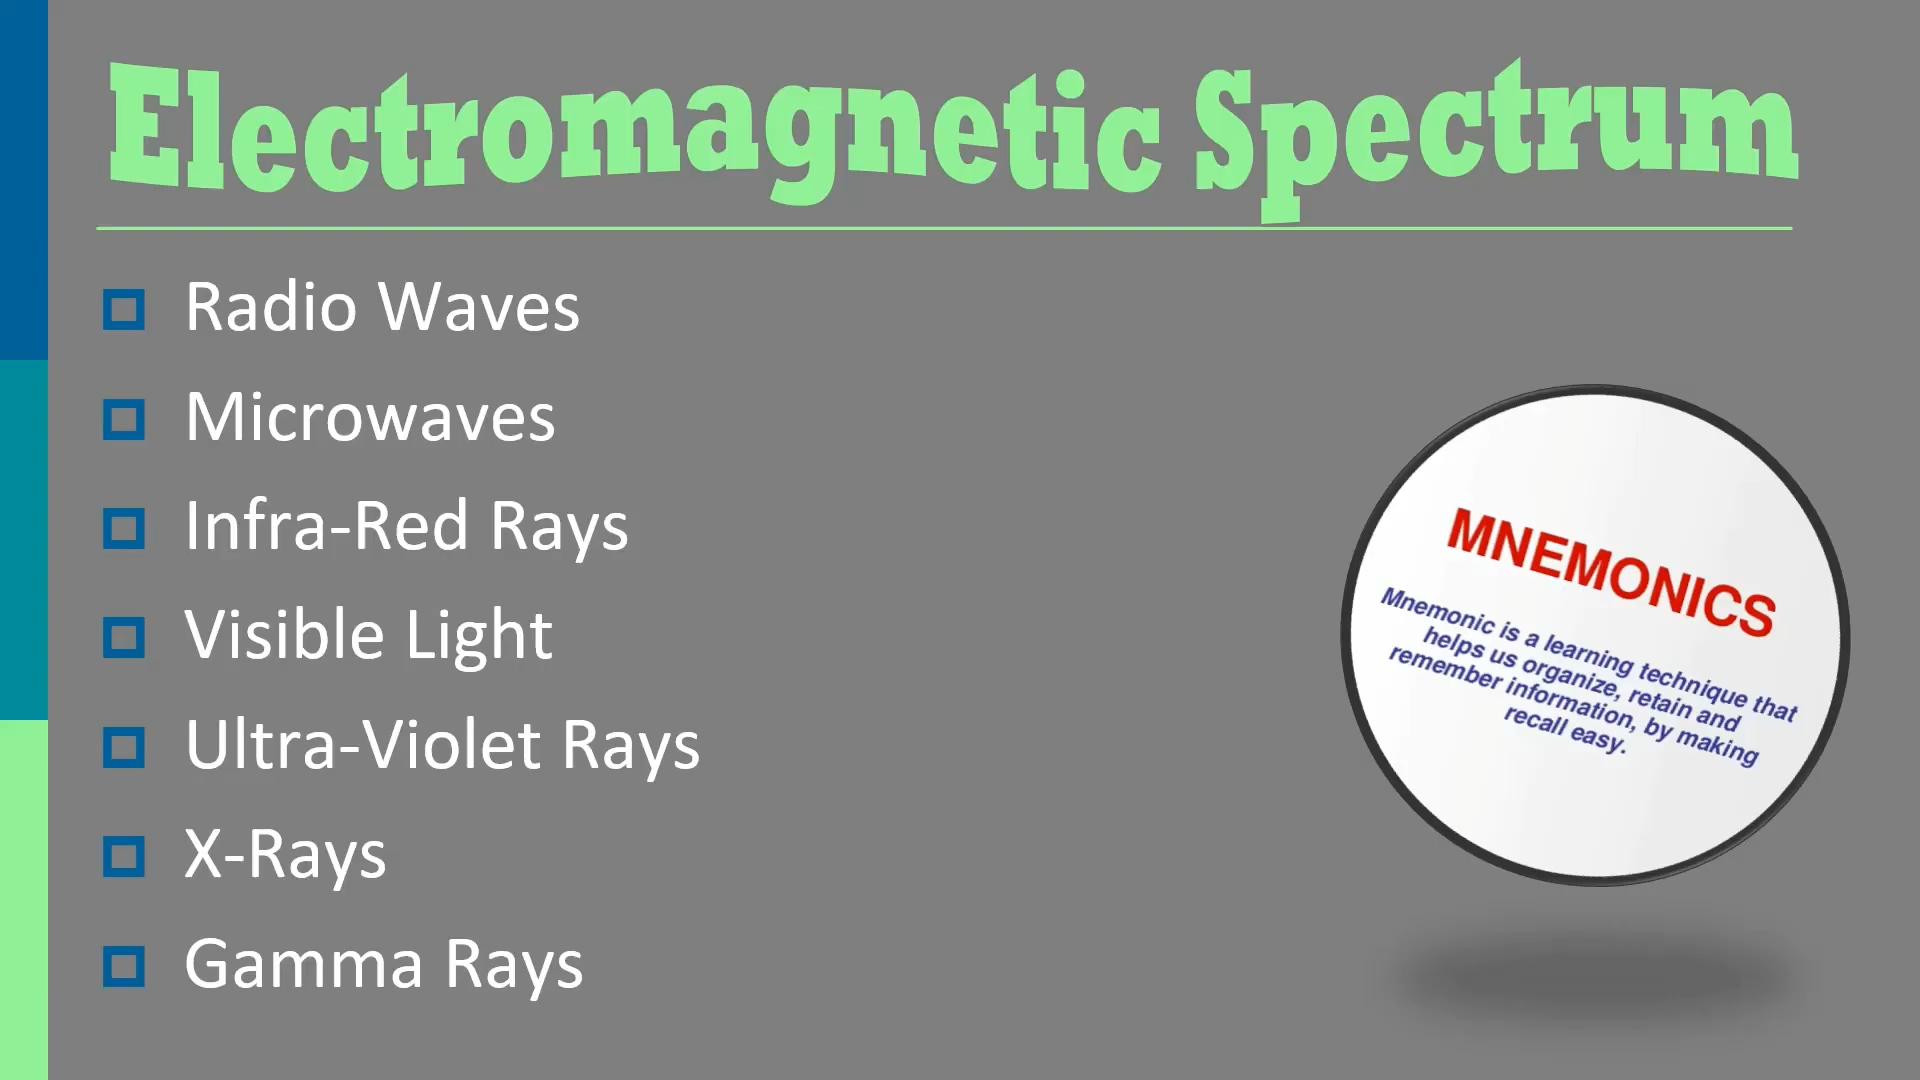 Electromagnetic Spectrum
Radio Waves
Microwaves
Infra-Red Rays
Visible Light
Ultra-Violet Rays
X-Rays
Gamma Rays
MNEMONICS
Mnemonic is a learning technique that
helps us organize, retain and
remember information, by making
recall easy.